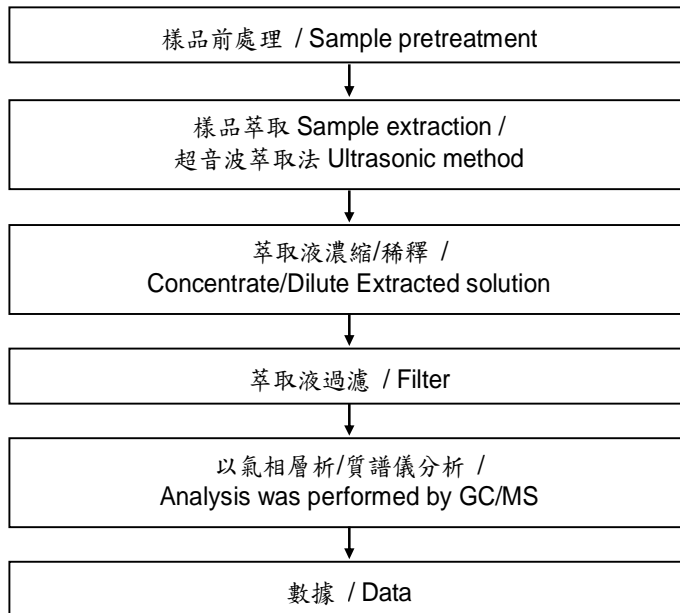 樣品前處理 / Sample pretreatment
樣品萃取 Sample extraction /
超音波萃取法 Ultrasonic method
萃取液濃縮/稀釋 /
Concentrate/Dilute Extracted solution
萃取液過濾 / Filter
以氣相層析/質譜儀分析 /
Analysis was performed by GC/MS
數據 / Data